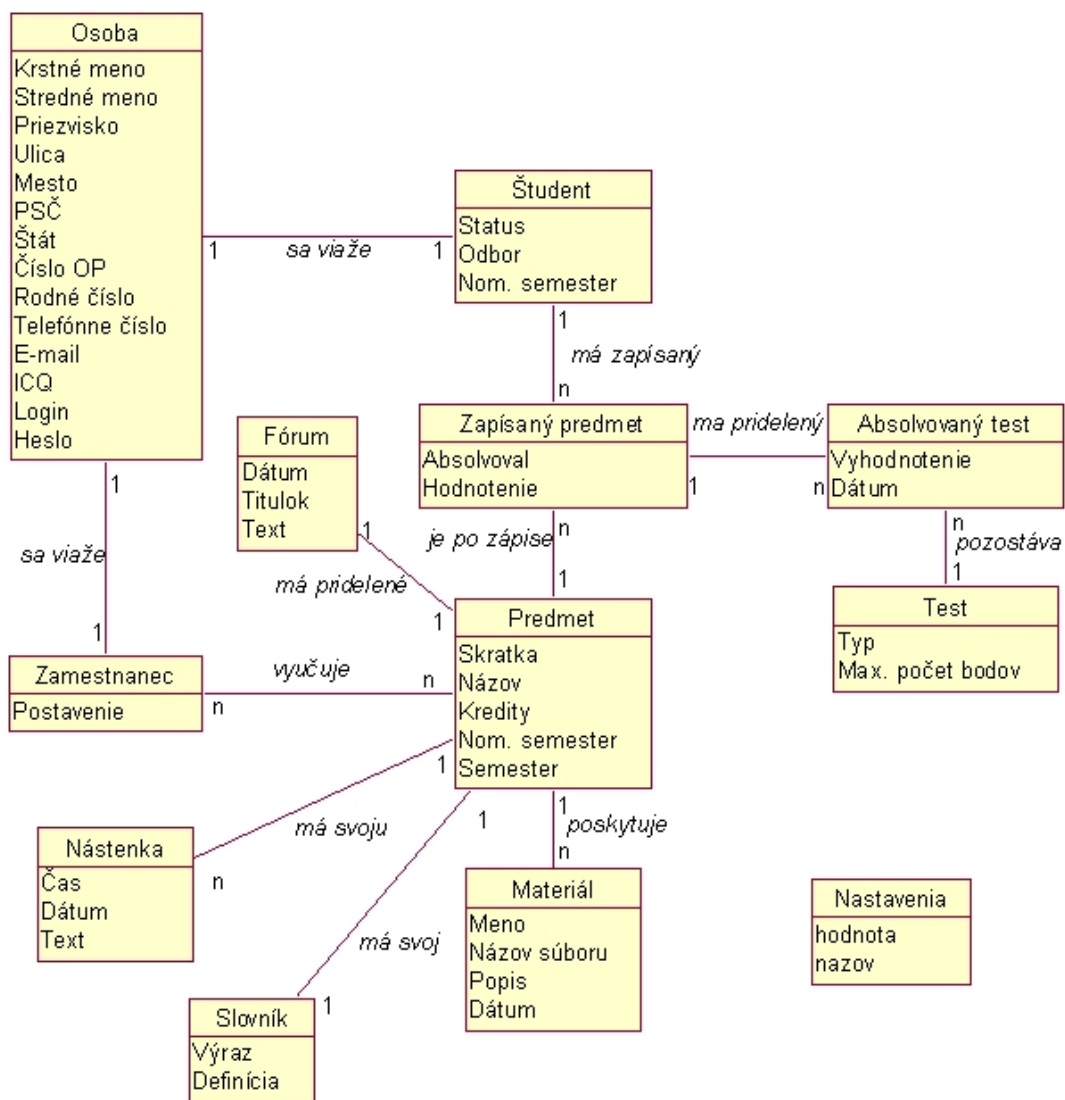 Osoba
Krstné meno
Stredné meno
Priezvisko
Ulica
Mesto
PSČ
Štát
Číslo OP
Rodné číslo
Telefónne číslo
E-mail
ICQ
Login
Heslo
1
sa viaže
1
Študent
Status
Odbor
Nom. semester
1
má zapísaný
n
Zapísaný predmet
Absolvoval
Hodnotenie
ma pridelený
1
n
Absolvovaný test
Vyhodnotenie
Dátum
n
pozostáva
1
Test
Typ
Max. počet bodov
Fórum
Dátum
Titulok
Text
1
má pridelené
1
n
je po zápise
1
1
sa viaže
1
Zamestnanec
Postavenie
vyučuje
n
n
Predmet
Skratka
Názov
Kredity
Nom. semester
Semester
1
má svoju
n
Nástenka
Čas
Dátum
Text
1
má svoj
1
Slovník
Výraz
Definícia
1
poskytuje
n
Materiál
Meno
Názov súboru
Popis
Dátum
Nastavenia
hodnota
nazov